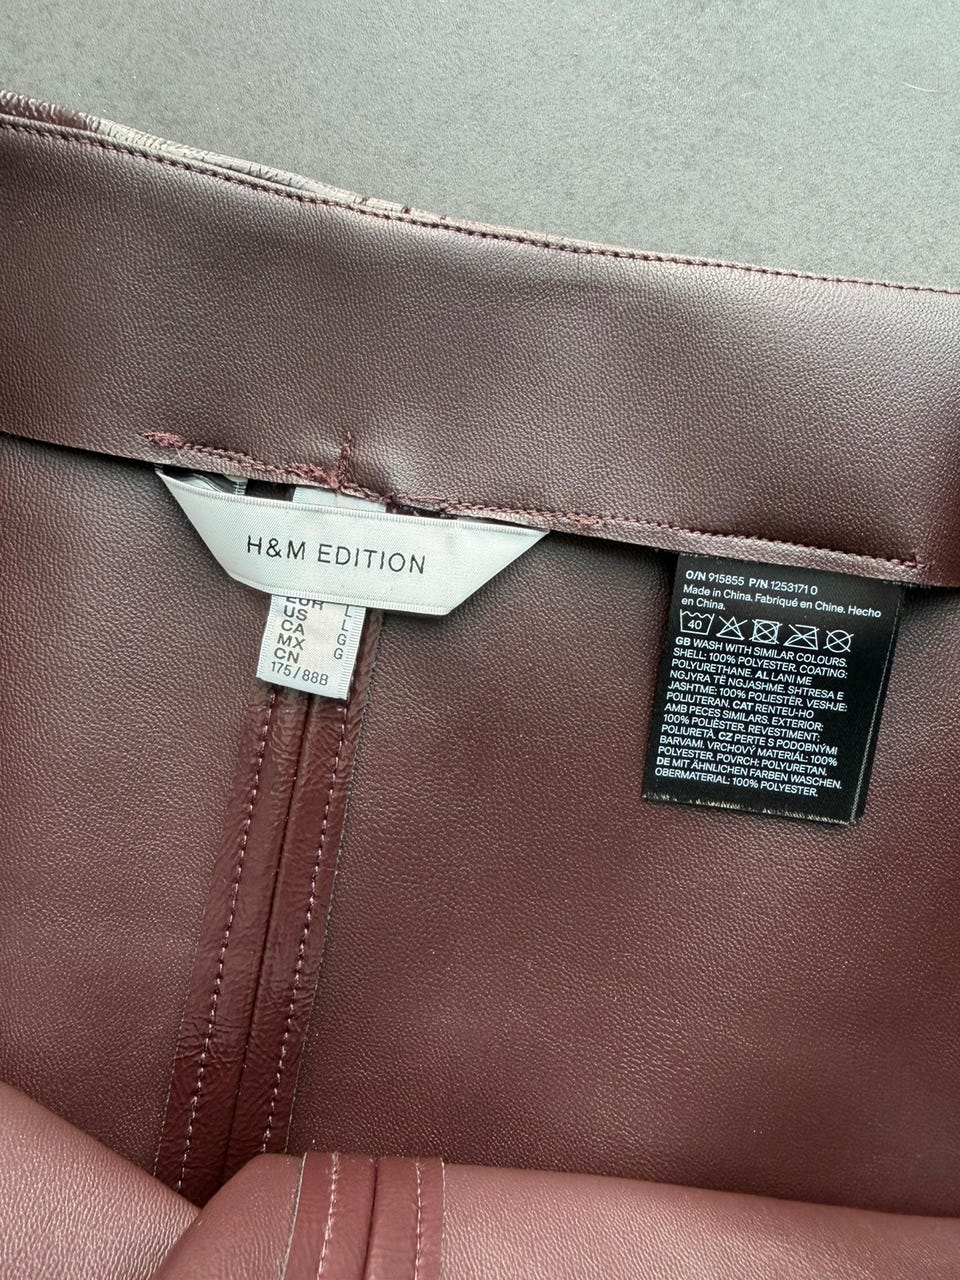 H&M EDITION
EUR L
US L
CA L
MX G
CN G
175/88B
O/N 915855 P/N 1253171 0
Made in China. Fabriqué en Chine. Hecho
en China.
40
GB WASH WITH SIMILAR COLOURS.
SHELL: 100% POLYESTER. COATING:
POLYURETHANE. AL LANI ME
NGJYRA TË NGJASHME. SHTRESA E
JASHTME: 100% POLIESTËR. VESHJE:
POLIURETAN. CAT RENTEU-HO
AMB PECES SIMILARS. EXTERIOR:
100% POLIÈSTER. REVESTIMENT:
POLIURETÀ. CZ PERTE S PODOBNÝMI
BARVAMI. VRCHOVÝ MATERIÁL: 100%
POLYESTER. POVRCH: POLYURETAN.
DE MIT ÄHNLICHEN FARBEN WASCHEN.
OBERMATERIAL: 100% POLYESTER.